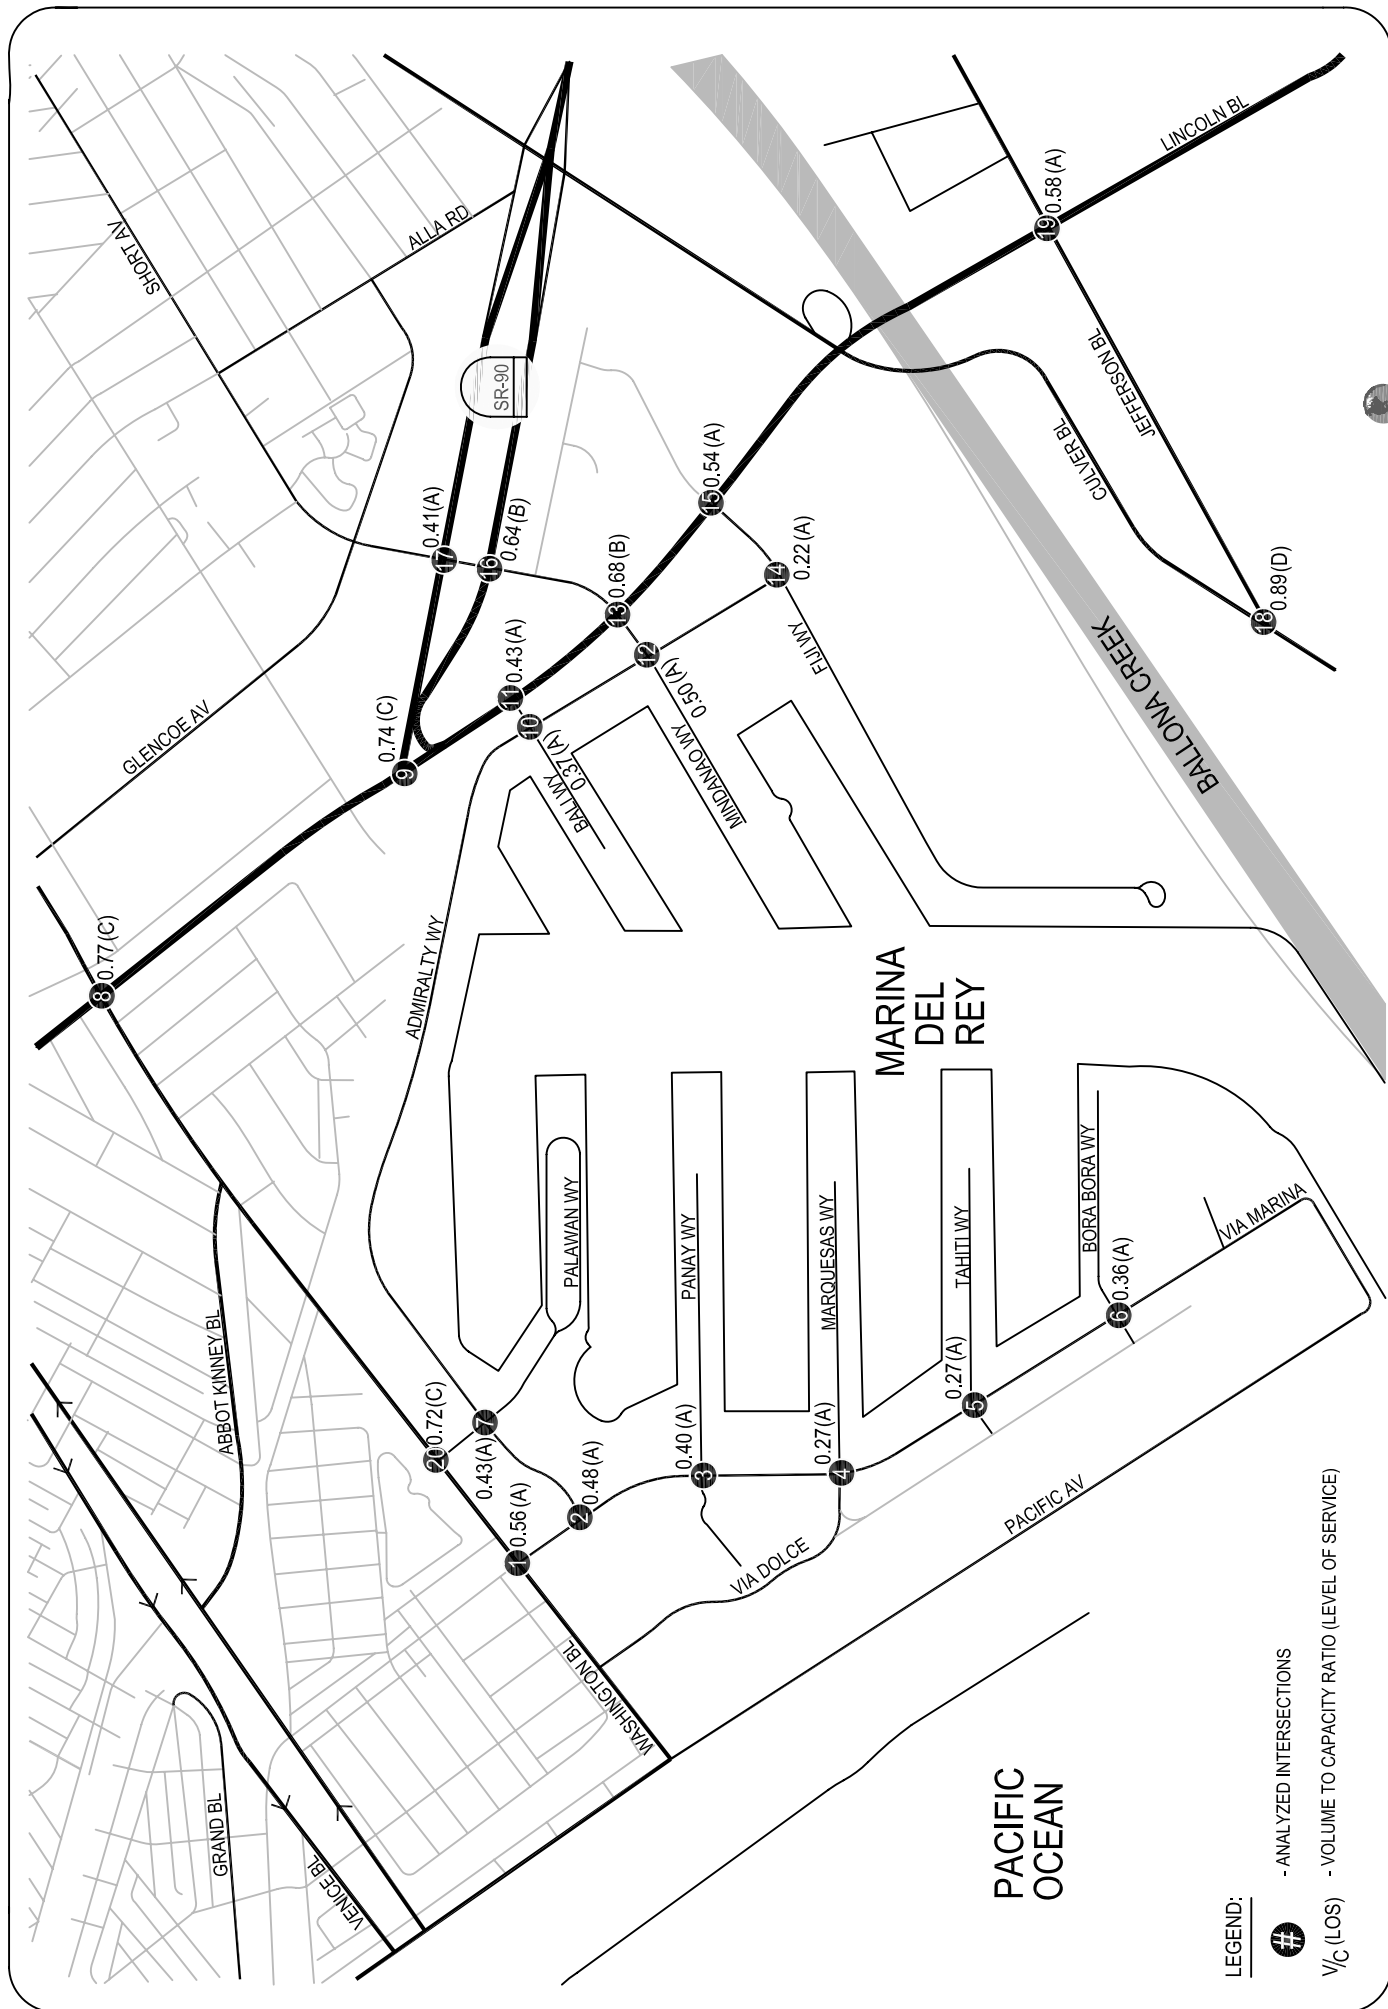 SHORT AV
ALLA RD
SR-90
LINCOLN BL
19
0.58 (A)
JEFFERSON BL
CULVER BL
15
0.54 (A)
17
0.41 (A)
16
0.64 (B)
13
0.68 (B)
14
0.22 (A)
18
0.89 (D)
12
0.50 (A)
11
0.43 (A)
10
0.37 (A)
9
0.74 (C)
GLENCOE AV
BALI WY
MINDANAO WY
FIJI WY
BALLONA CREEK
8
0.77 (C)
ADMIRALTY WY
MARINA
DEL
REY
PALAWAN WY
PANAY WY
MARQUESAS WY
TAHITI WY
BORA BORA WY
VIA MARINA
6
0.36 (A)
5
0.27 (A)
4
0.27 (A)
3
0.40 (A)
2
0.48 (A)
7
0.43 (A)
20
0.72 (C)
1
0.56 (A)
ABBOT KINNEY BL
VIA DOLCE
PACIFIC AV
WASHINGTON BL
GRAND BL
VENICE BL
PACIFIC
OCEAN
LEGEND:
# - ANALYZED INTERSECTIONS
V/C (LOS) - VOLUME TO CAPACITY RATIO (LEVEL OF SERVICE)